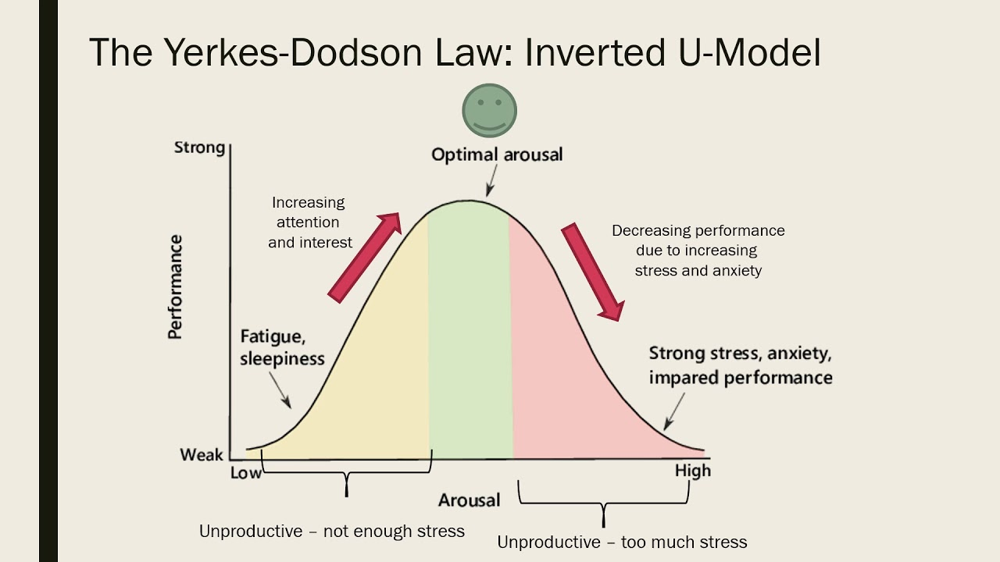 The Yerkes-Dodson Law: Inverted U-Model
Strong
Optimal arousal
Increasing
attention
and interest
Decreasing performance
due to increasing
stress and anxiety
Performance
Fatigue,
sleepiness
Strong stress, anxiety,
impared performance
Weak
Low
High
Arousal
Unproductive – not enough stress
Unproductive – too much stress